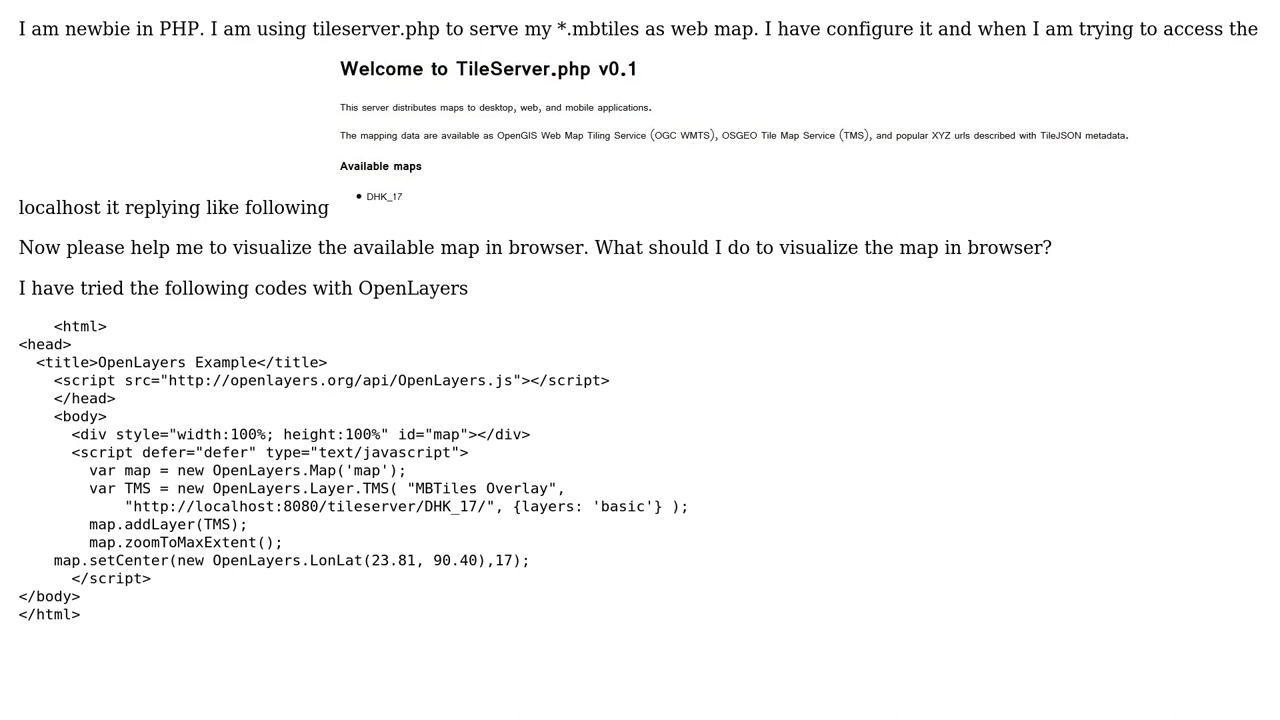 I am newbie in PHP. I am using tileserver.php to serve my *.mbtiles as web map. I have configure it and when I am trying to access the
Welcome to TileServer.php v0.1
This server distributes maps to desktop, web, and mobile applications.
The mapping data are available as OpenGIS Web Map Tiling Service (OGC WMTS), OSGEO Tile Map Service (TMS), and popular XYZ urls described with TileJSON metadata.
Available maps
• DHK_17
localhost it replying like following
Now please help me to visualize the available map in browser. What should I do to visualize the map in browser?
I have tried the following codes with OpenLayers
    <html>
<head>
  <title>OpenLayers Example</title>
    <script src="http://openlayers.org/api/OpenLayers.js"></script>
    </head>
    <body>
      <div style="width:100%; height:100%" id="map"></div>
      <script defer="defer" type="text/javascript">
        var map = new OpenLayers.Map('map');
        var TMS = new OpenLayers.Layer.TMS( "MBTiles Overlay",
            "http://localhost:8080/tileserver/DHK_17/", {layers: 'basic'} );
        map.addLayer(TMS);
        map.zoomToMaxExtent();
    map.setCenter(new OpenLayers.LonLat(23.81, 90.40),17);
      </script>
</body>
</html>